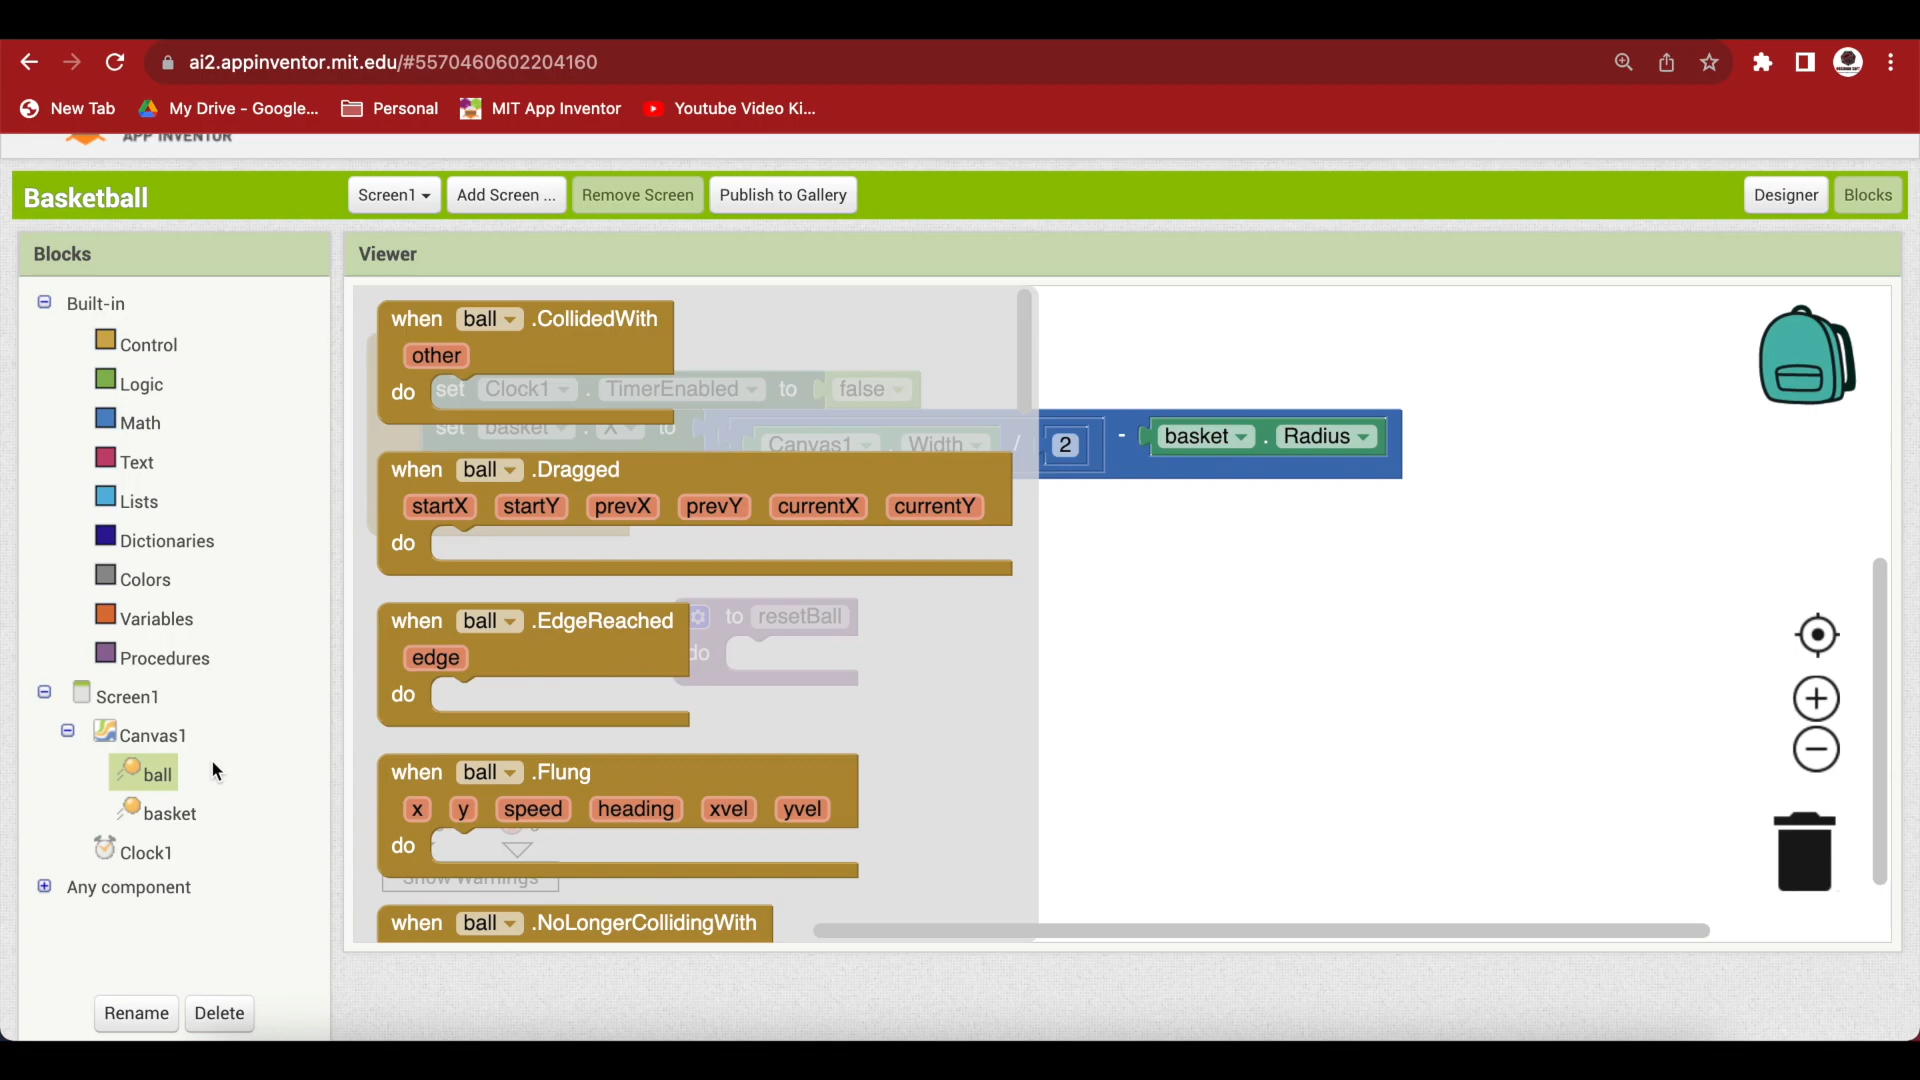 ai2.appinventor.mit.edu/#5570460602204160
New Tab My Drive - Google... Personal MIT App Inventor Youtube Video Ki...
APP INVENTOR
Basketball Screen1 Add Screen ... Remove Screen Publish to Gallery Designer Blocks
Blocks
Viewer
Built-in
Control
Logic
Math
Text
Lists
Dictionaries
Colors
Variables
Procedures
Screen1
Canvas1
ball
basket
Clock1
Any component
Rename Delete
when ball .CollidedWith
other
do
set Clock1 . TimerEnabled to false
set basket . X to
Canvas1 . Width / 2 - basket . Radius
when ball .Dragged
startX startY prevX prevY currentX currentY
do
when ball .EdgeReached
edge
do
to resetBall
do
when ball .Flung
x y speed heading xvel yvel
do
Show Warnings
when ball .NoLongerCollidingWith